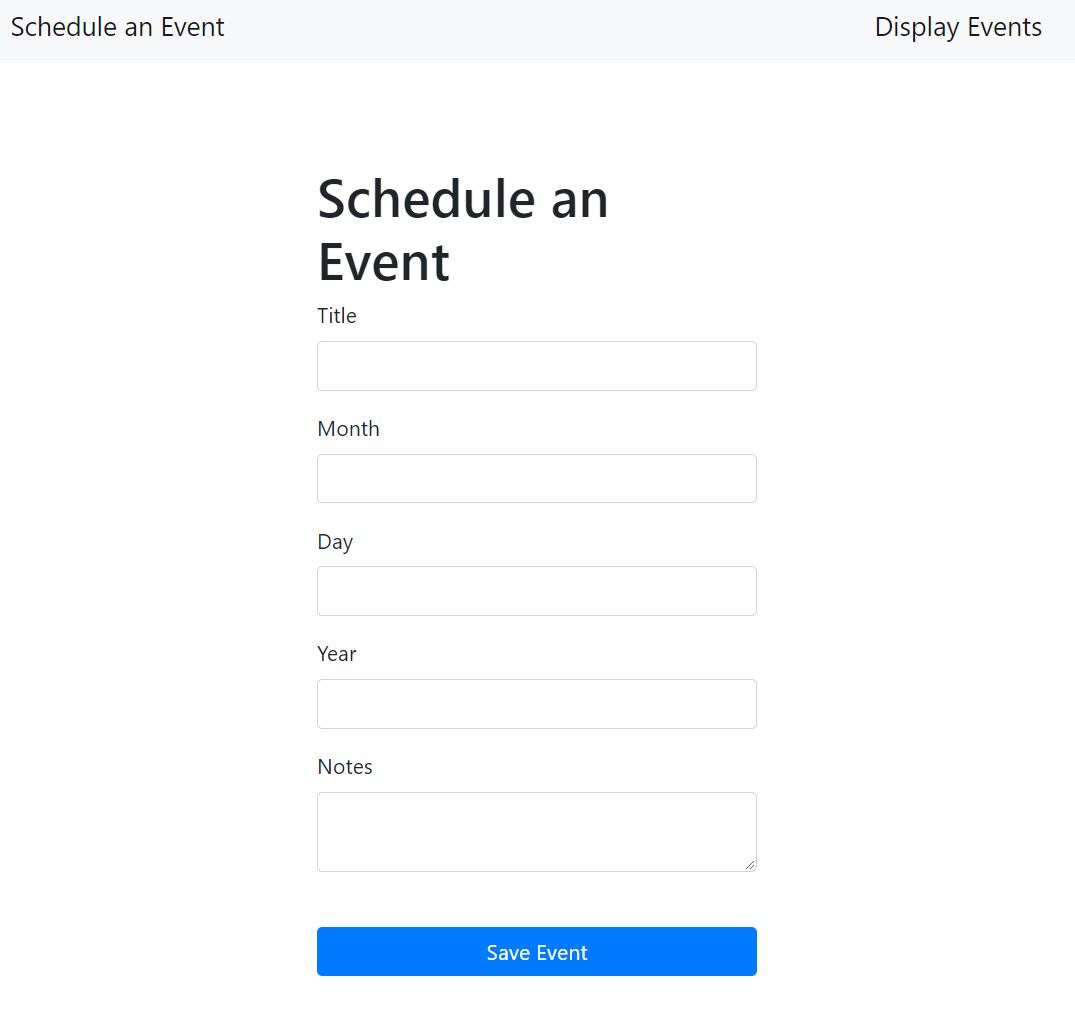 Schedule an Event
Display Events
Schedule an
Event
Title
Month
Day
Year
Notes
Save Event